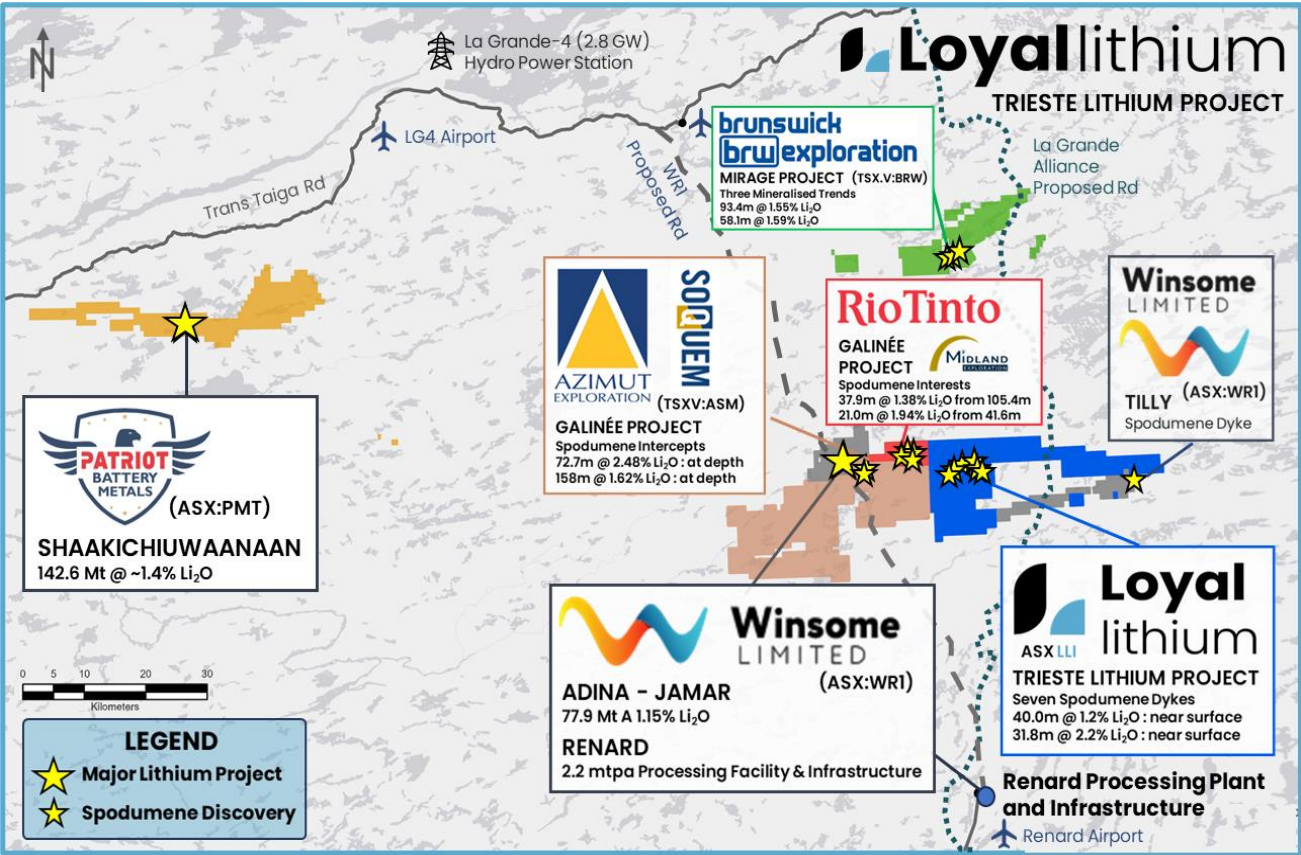 N
La Grande-4 (2.8 GW)
Hydro Power Station
Loyallithium
TRIESTE LITHIUM PROJECT
LG4 Airport
Trans Taiga Rd
WR1
Proposed Rd
La Grande
Alliance
Proposed Rd
brunswick
brw exploration
MIRAGE PROJECT (TSX.V:BRW)
Three Mineralised Trends
93.4m @ 1.55% Li₂O
58.1m @ 1.59% Li₂O
AZIMUT
EXPLORATION
SOQUEM
(TSXV:ASM)
GALINÉE PROJECT
Spodumene Intercepts
72.7m @ 2.48% Li₂O : at depth
158m @ 1.62% Li₂O : at depth
RioTinto
GALINÉE
PROJECT
MIDLAND
EXPLORATION
Spodumene Interests
37.9m @ 1.38% Li₂O from 105.4m
21.0m @ 1.94% Li₂O from 41.6m
Winsome
LIMITED
(ASX:WR1)
TILLY
Spodumene Dyke
PATRIOT
BATTERY
METALS
(ASX:PMT)
SHAAKICHIUWAANAAN
142.6 Mt @ ~1.4% Li₂O
Winsome
LIMITED
(ASX:WR1)
ADINA - JAMAR
77.9 Mt A 1.15% Li₂O
RENARD
2.2 mtpa Processing Facility & Infrastructure
Loyal
lithium
ASX LLI
TRIESTE LITHIUM PROJECT
Seven Spodumene Dykes
40.0m @ 1.2% Li₂O : near surface
31.8m @ 2.2% Li₂O : near surface
0 5 10 20 30
Kilometers
LEGEND
Major Lithium Project
Spodumene Discovery
Renard Processing Plant
and Infrastructure
Renard Airport